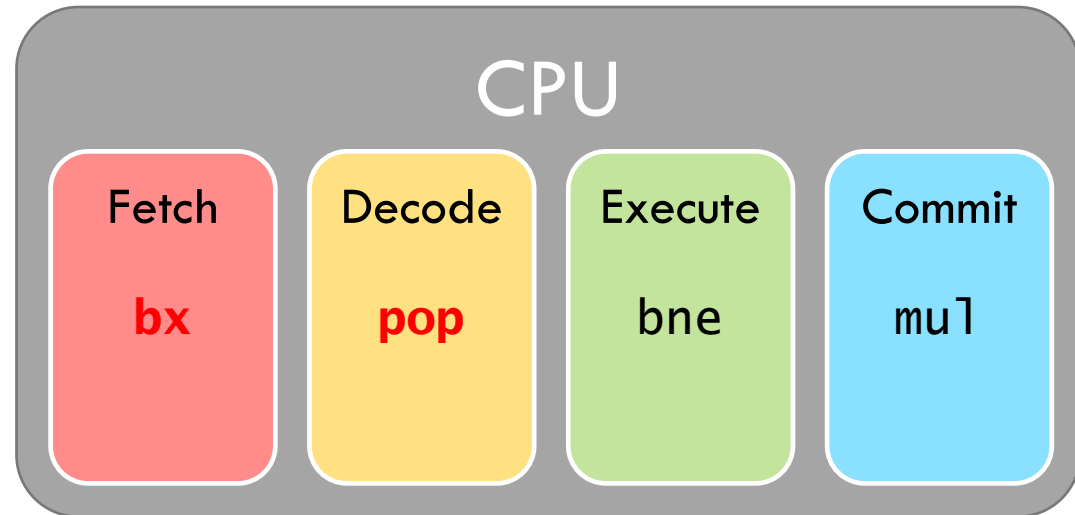 CPU
Fetch
Decode
Execute
Commit
bx
pop
bne
mul